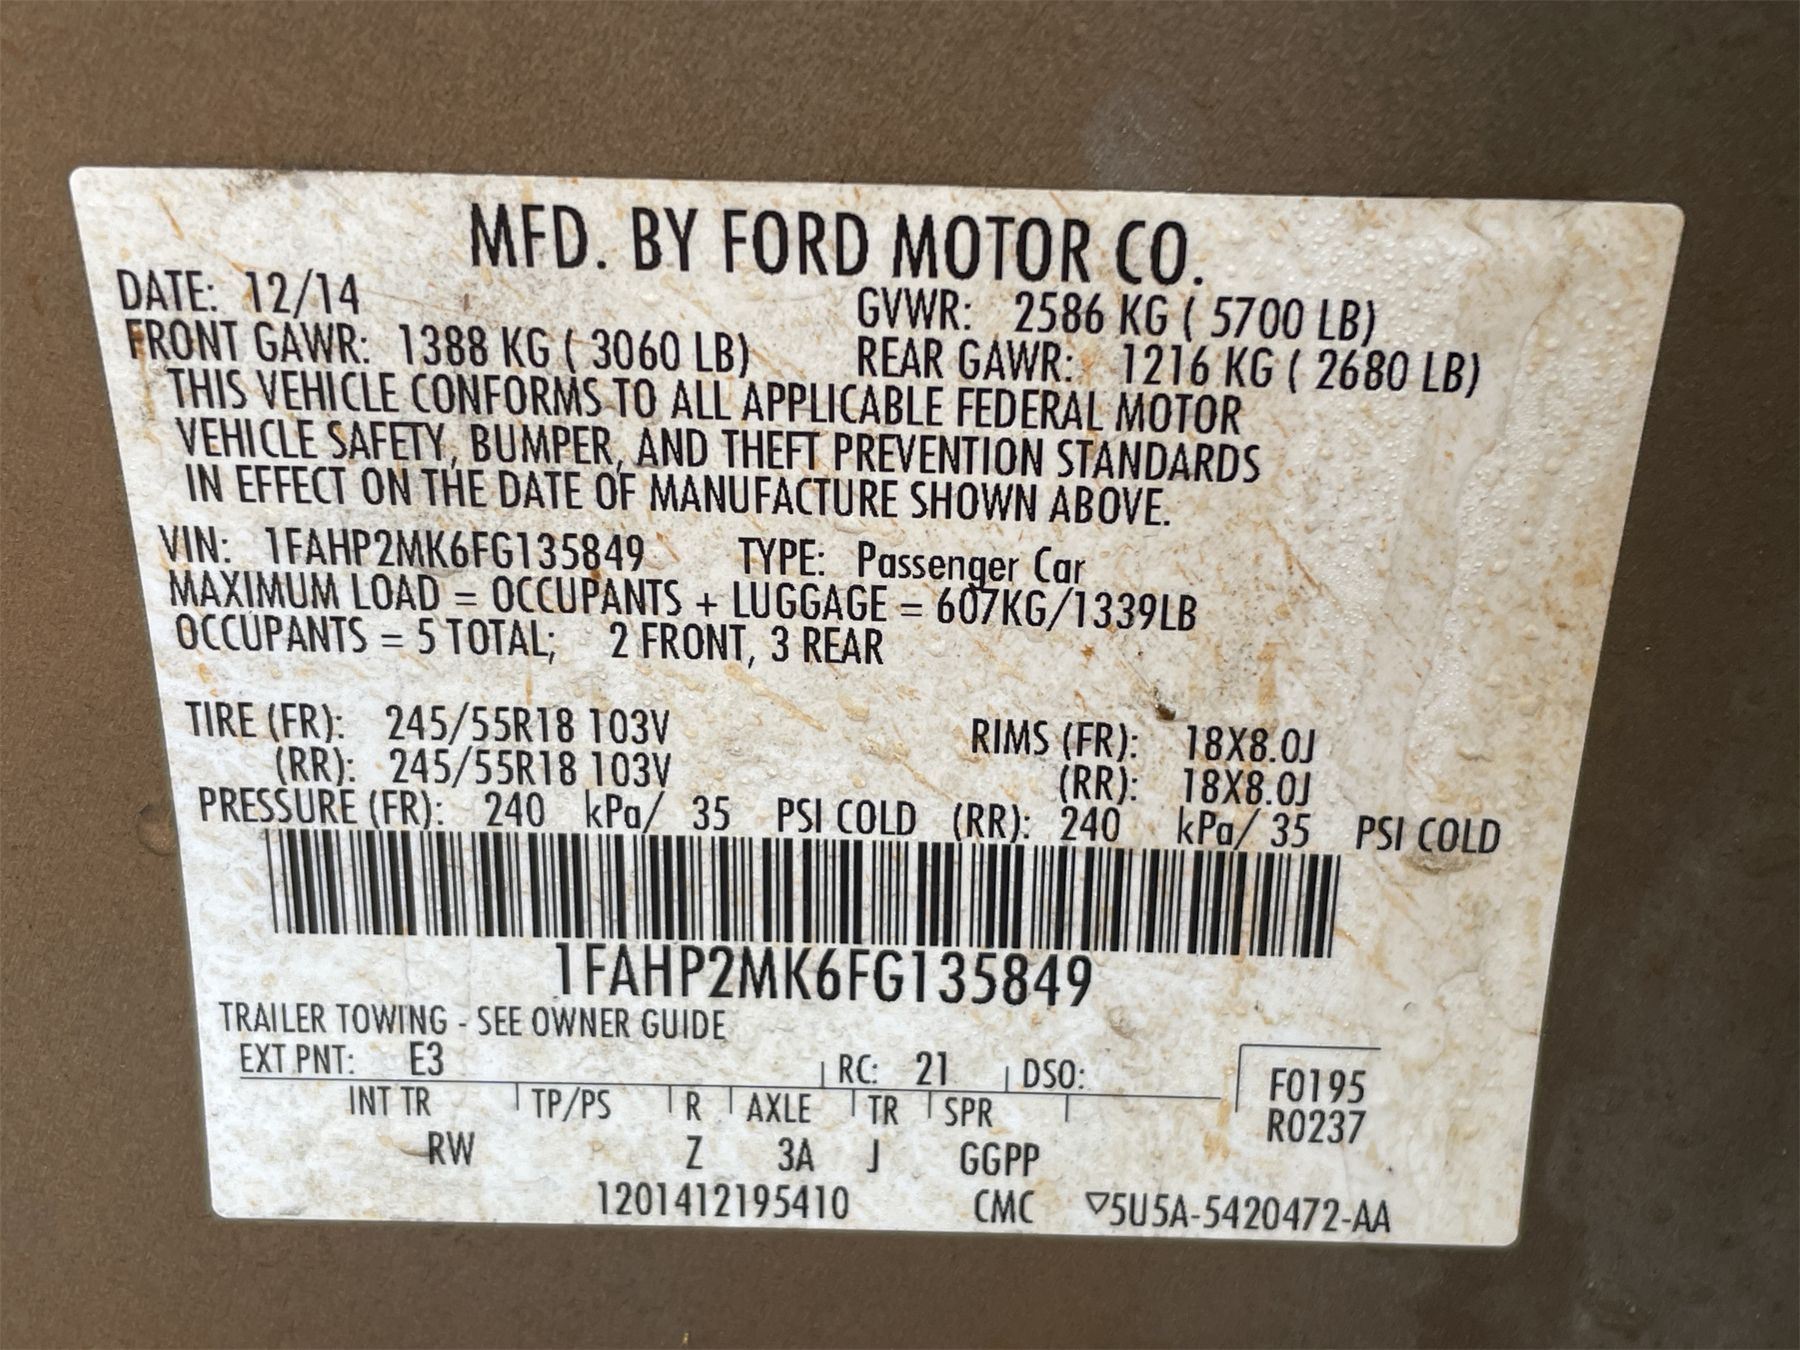 MFD. BY FORD MOTOR CO.
DATE: 12/14 GVWR: 2586 KG ( 5700 LB)
FRONT GAWR: 1388 KG ( 3060 LB) REAR GAWR: 1216 KG ( 2680 LB)
THIS VEHICLE CONFORMS TO ALL APPLICABLE FEDERAL MOTOR
VEHICLE SAFETY, BUMPER, AND THEFT PREVENTION STANDARDS
IN EFFECT ON THE DATE OF MANUFACTURE SHOWN ABOVE.
VIN: 1FAHP2MK6FG135849 TYPE: Passenger Car
MAXIMUM LOAD = OCCUPANTS + LUGGAGE = 607KG/1339LB
OCCUPANTS = 5 TOTAL; 2 FRONT, 3 REAR
TIRE (FR): 245/55R18 103V RIMS (FR): 18X8.0J
(RR): 245/55R18 103V (RR): 18X8.0J
PRESSURE (FR): 240 kPa/ 35 PSI COLD (RR): 240 kPa/ 35 PSI COLD
1FAHP2MK6FG135849
TRAILER TOWING - SEE OWNER GUIDE
EXT PNT: E3 RC: 21 DSO: F0195
INT TR TP/PS R AXLE TR SPR R0237
RW Z 3A J GGPP
1201412195410 CMC ▽5U5A-5420472-AA